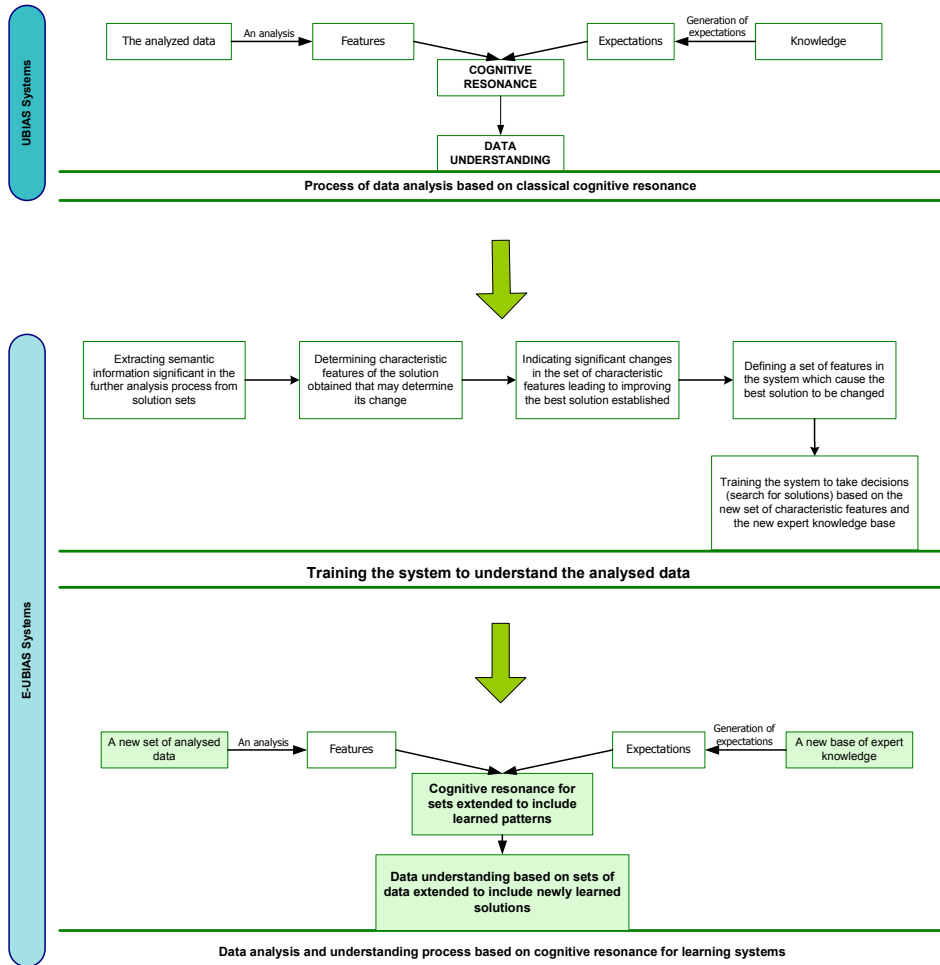 UBIAS Systems
The analyzed data
An analysis
Features
Expectations
Generation of
expectations
Knowledge
COGNITIVE
RESONANCE
DATA
UNDERSTANDING
Process of data analysis based on classical cognitive resonance
E-UBIAS Systems
Extracting semantic
information significant in the
further analysis process from
solution sets
Determining characteristic
features of the solution
obtained that may determine
its change
Indicating significant changes
in the set of characteristic
features leading to improving
the best solution established
Defining a set of features in
the system which cause the
best solution to be changed
Training the system to take decisions
(search for solutions) based on the
new set of characteristic features and
the new expert knowledge base
Training the system to understand the analysed data
A new set of analysed
data
An analysis
Features
Expectations
Generation of
expectations
A new base of expert
knowledge
Cognitive resonance for
sets extended to include
learned patterns
Data understanding based on sets of
data extended to include newly learned
solutions
Data analysis and understanding process based on cognitive resonance for learning systems